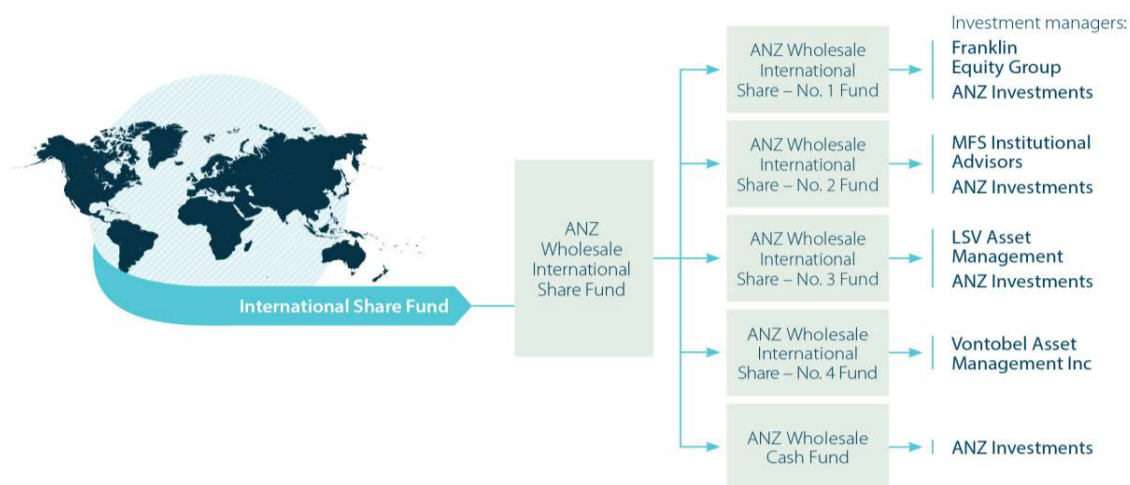 International Share Fund
ANZ
Wholesale
International
Share Fund
ANZ Wholesale
International
Share – No. 1 Fund
ANZ Wholesale
International
Share – No. 2 Fund
ANZ Wholesale
International
Share – No. 3 Fund
ANZ Wholesale
International
Share – No. 4 Fund
ANZ Wholesale
Cash Fund
Investment managers:
Franklin
Equity Group
ANZ Investments
MFS Institutional
Advisors
ANZ Investments
LSV Asset
Management
ANZ Investments
Vontobel Asset
Management Inc
ANZ Investments